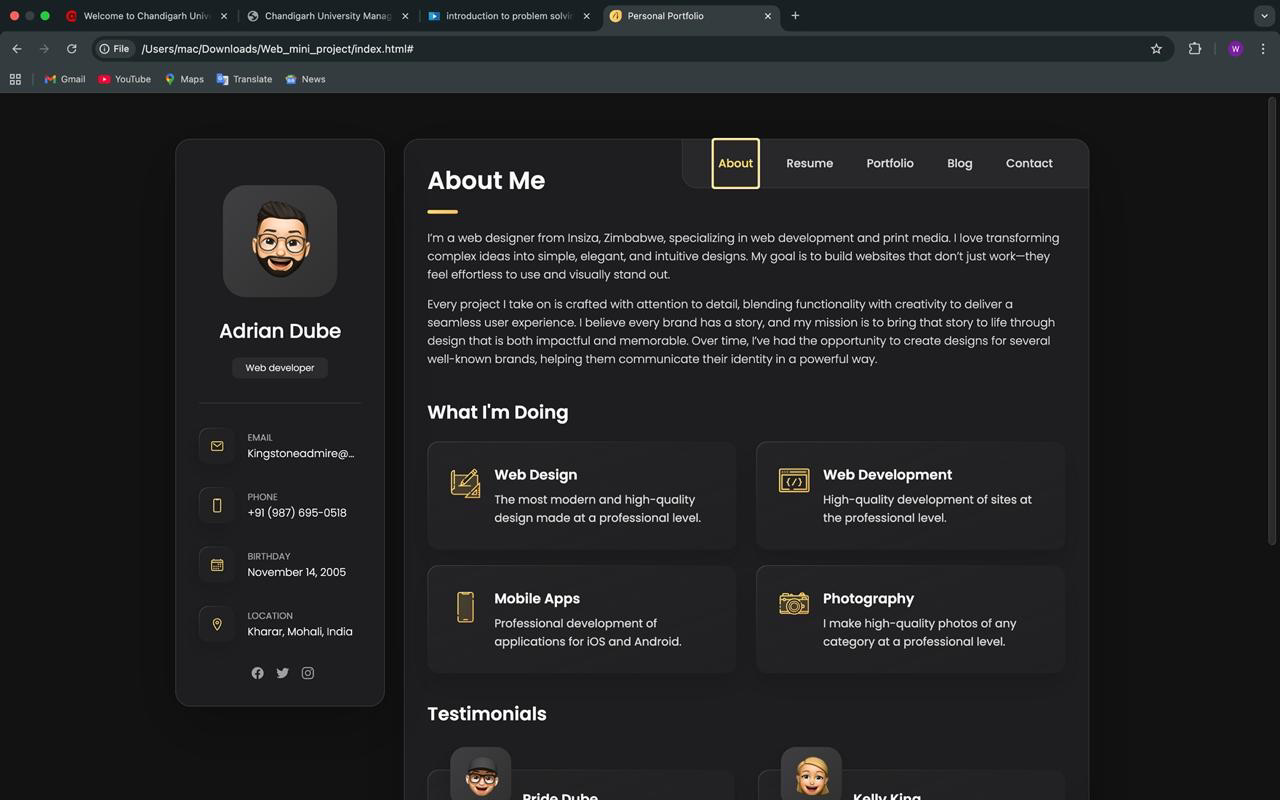 Welcome to Chandigarh Univ
Chandigarh University Manag
introduction to problem solvin
Personal Portfolio
File
/Users/mac/Downloads/Web_mini_project/index.html#
W
Gmail
YouTube
Maps
Translate
News
Adrian Dube
Web developer
EMAIL
Kingstoneadmire@...
PHONE
+91 (987) 695-0518
BIRTHDAY
November 14, 2005
LOCATION
Kharar, Mohali, India
About
Resume
Portfolio
Blog
Contact
About Me
I'm a web designer from Insiza, Zimbabwe, specializing in web development and print media. I love transforming
complex ideas into simple, elegant, and intuitive designs. My goal is to build websites that don't just work—they
feel effortless to use and visually stand out.
Every project I take on is crafted with attention to detail, blending functionality with creativity to deliver a
seamless user experience. I believe every brand has a story, and my mission is to bring that story to life through
design that is both impactful and memorable. Over time, I've had the opportunity to create designs for several
well-known brands, helping them communicate their identity in a powerful way.
What I'm Doing
Web Design
The most modern and high-quality
design made at a professional level.
Web Development
High-quality development of sites at
the professional level.
Mobile Apps
Professional development of
applications for iOS and Android.
Photography
I make high-quality photos of any
category at a professional level.
Testimonials
Pride Dube
Kelly King